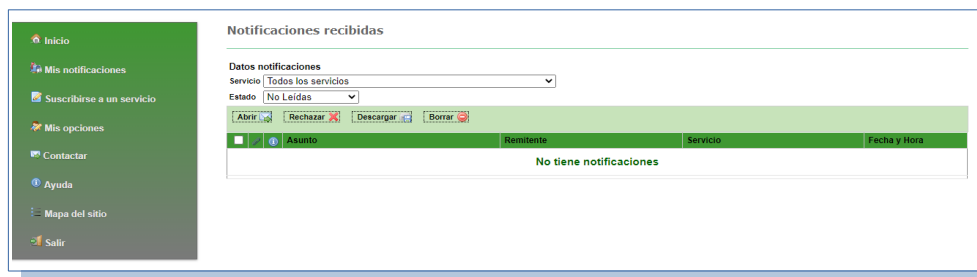 Inicio
Mis notificaciones
Suscribirse a un servicio
Mis opciones
Contactar
Ayuda
Mapa del sitio
Salir
Notificaciones recibidas
Datos notificaciones
Servicio Todos los servicios
Estado No Leídas
Abrir Rechazar Descargar Borrar
Asunto Remitente Servicio Fecha y Hora
No tiene notificaciones